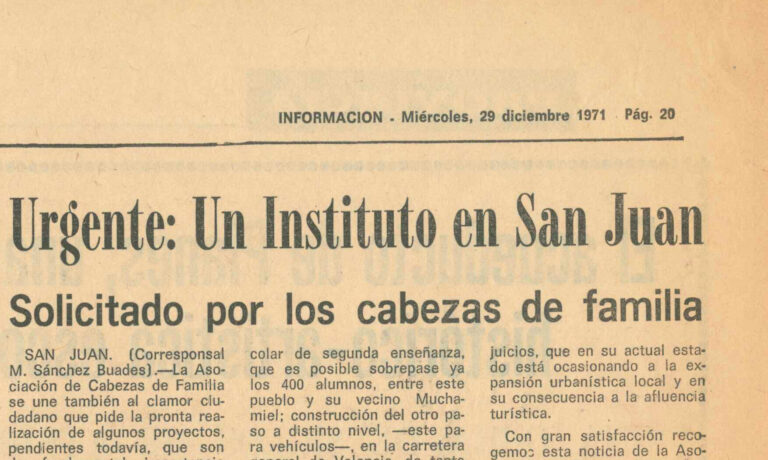 INFORMACION - Miércoles, 29 diciembre 1971 Pág. 20
Urgente: Un Instituto en San Juan
Solicitado por los cabezas de familia
SAN JUAN. (Corresponsal
M. Sánchez Buades).—La Aso-
ciación de Cabezas de Familia
se une también al clamor ciu-
dadano que pide la pronta rea-
lización de algunos proyectos,
pendientes todavía, que son
colar de segunda enseñanza,
que es posible sobrepase ya
los 400 alumnos, entre este
pueblo y su vecino Mucha-
miel; construcción del otro pa-
so a distinto nivel, —este pa-
ra vehículos—, en la carretera
juicios, que en su actual esta-
do está ocasionando a la ex-
pansión urbanística local y en
su consecuencia a la afluencia
turística.
Con gran satisfacción reco-
gemos esta noticia de la Aso-